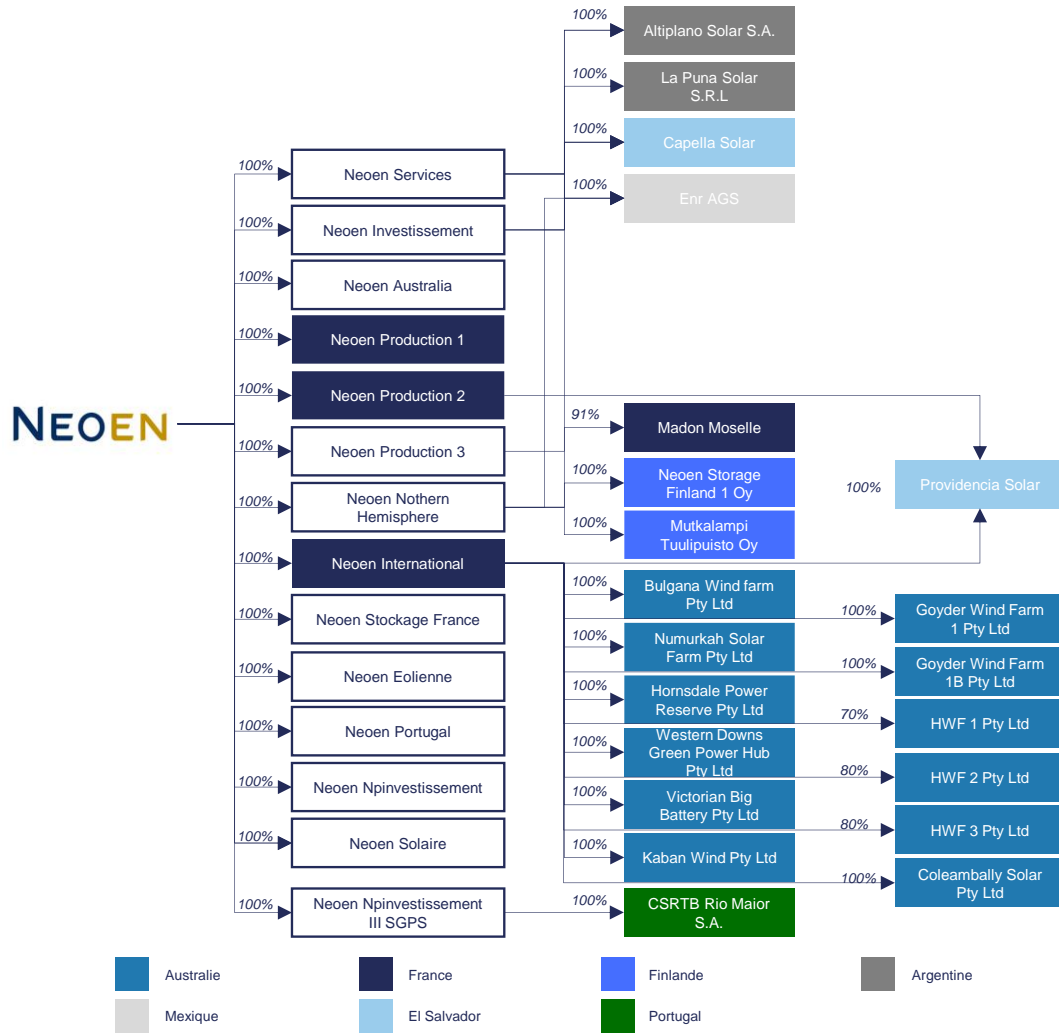 NEOEN
100%
Neoen Services
100%
Neoen Investissement
100%
Neoen Australia
100%
Neoen Production 1
100%
Neoen Production 2
100%
Neoen Production 3
100%
Neoen Nothern
Hemisphere
100%
Neoen International
100%
Neoen Stockage France
100%
Neoen Eolienne
100%
Neoen Portugal
100%
Neoen Npinvestissement
100%
Neoen Solaire
100%
Neoen Npinvestissement
III SGPS
100%
Altiplano Solar S.A.
100%
La Puna Solar
S.R.L
100%
Capella Solar
100%
Enr AGS
91%
Madon Moselle
100%
Neoen Storage
Finland 1 Oy
100%
Mutkalampi
Tuulipuisto Oy
100%
Bulgana Wind farm
Pty Ltd
100%
Numurkah Solar
Farm Pty Ltd
100%
Hornsdale Power
Reserve Pty Ltd
100%
Western Downs
Green Power Hub
Pty Ltd
100%
Victorian Big
Battery Pty Ltd
100%
Kaban Wind Pty Ltd
100%
CSRTB Rio Maior
S.A.
100%
Providencia Solar
100%
Goyder Wind Farm
1 Pty Ltd
100%
Goyder Wind Farm
1B Pty Ltd
70%
HWF 1 Pty Ltd
80%
HWF 2 Pty Ltd
80%
HWF 3 Pty Ltd
100%
Coleambally Solar
Pty Ltd
Australie
France
Finlande
Argentine
Mexique
El Salvador
Portugal